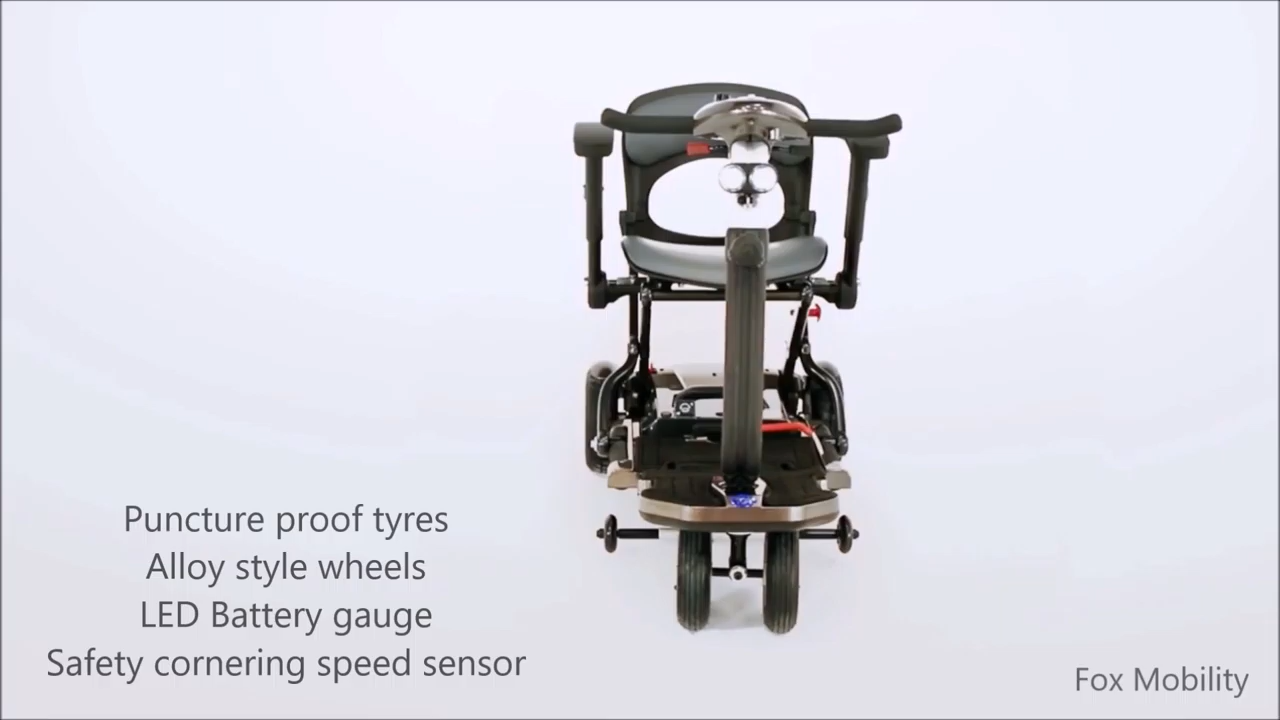 Puncture proof tyres
Alloy style wheels
LED Battery gauge
Safety cornering speed sensor
Fox Mobility